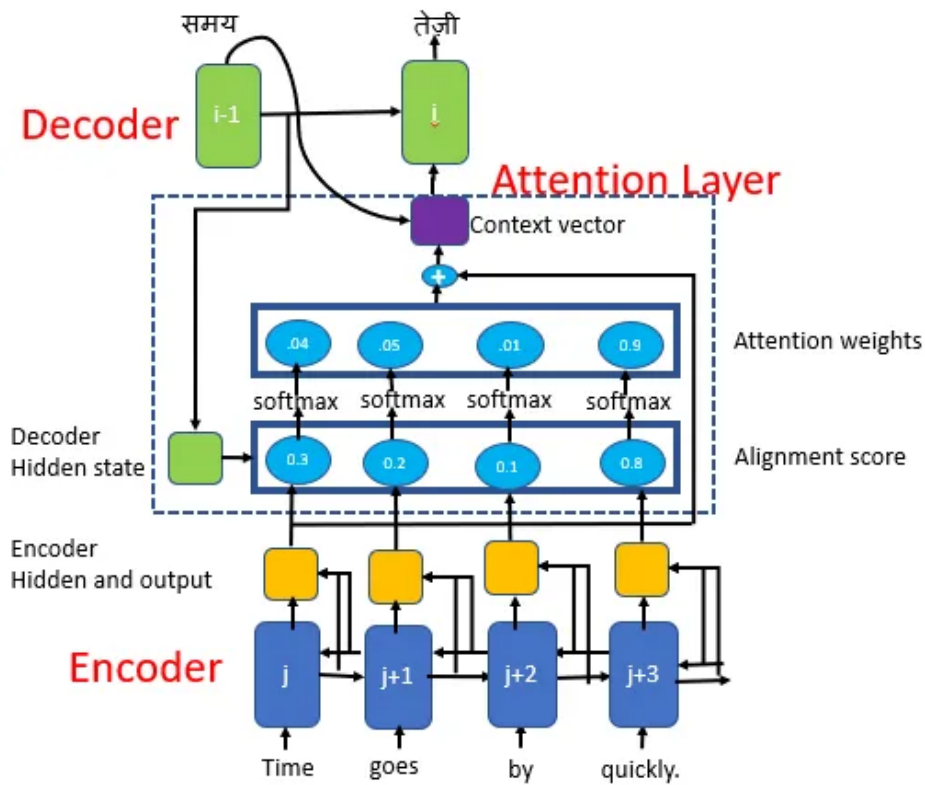 समय
तेज़ी
i-1
i
Decoder
Attention Layer
Context vector
+
.04
.05
.01
0.9
Attention weights
softmax
softmax
softmax
softmax
Decoder
Hidden state
0.3
0.2
0.1
0.8
Alignment score
Encoder
Hidden and output
Encoder
j
j+1
j+2
j+3
Time
goes
by
quickly.